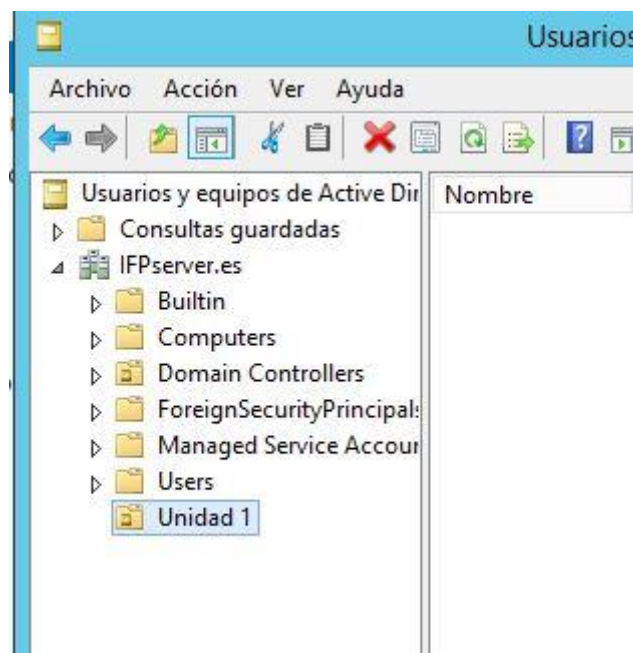 Usuarios
Archivo Acción Ver Ayuda
Usuarios y equipos de Active Dir
Nombre
Consultas guardadas
IFPserver.es
Builtin
Computers
Domain Controllers
ForeignSecurityPrincipals
Managed Service Accour
Users
Unidad 1